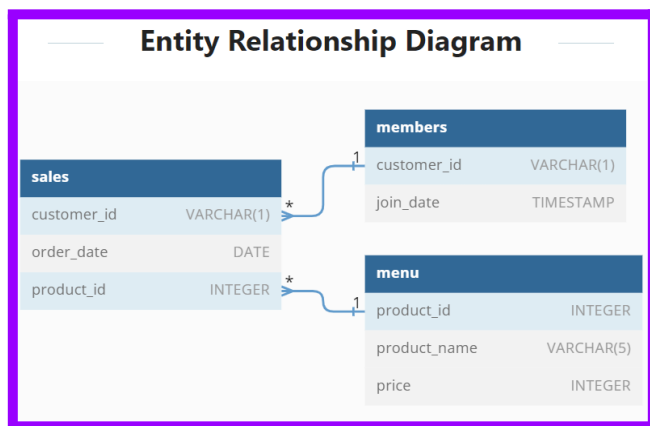 Entity Relationship Diagram
sales
customer_id VARCHAR(1)
order_date DATE
product_id INTEGER
*
*
1
1
members
customer_id VARCHAR(1)
join_date TIMESTAMP
menu
product_id INTEGER
product_name VARCHAR(5)
price INTEGER